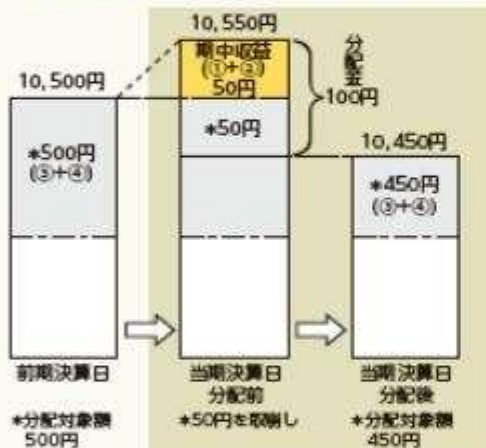 10,550円
期中収益
(①+②)
50円
*50円
分配金
100円
10,500円
*500円
(③+④)
10,450円
*450円
(③+④)
前期決算日
*分配対象額
500円
当期決算日
分配前
*50円を取崩し
当期決算日
分配後
*分配対象額
450円